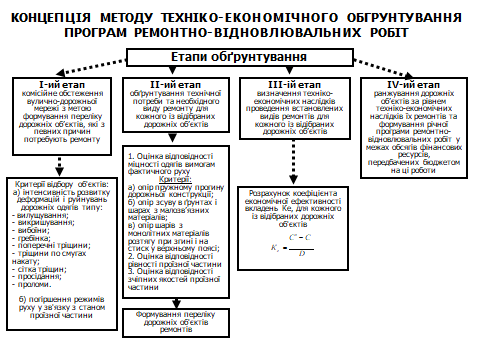 КОНЦЕПЦІЯ МЕТОДУ ТЕХНІКО-ЕКОНОМІЧНОГО ОБГРУНТУВАННЯ
ПРОГРАМ РЕМОНТНО-ВІДНОВЛЮВАЛЬНИХ РОБІТ
Етапи обґрунтування
І-ий етап
комісійне обстеження
вулично-дорожньої
мережі з метою
формування переліку
дорожніх об'єктів, які з
певних причин
потребують ремонту
Критерії відбору об'єктів:
а) інтенсивність розвитку
деформацій і руйнувань
дорожніх одягів типу:
- вилущування;
- викришування;
- вибоїни;
- гребінка;
- поперечні тріщини;
- тріщини по смугах
накату;
- сітка тріщин;
- просідання;
- проломи.
б) погіршення режимів
руху у зв'язку з станом
проїзної частини
ІІ-ий етап
обґрунтування технічної
потреби та необхідного
виду ремонту для
кожного із відібраних
дорожніх об'єктів
1. Оцінка відповідності
міцності одягів вимогам
фактичного руху
Критерії:
а) опір пружному прогину
дорожньої конструкції;
б) опір зсуву в ґрунтах і
шарах з малозв'язних
матеріалів;
в) опір шарів з
монолітних матеріалів
розтягу при згині і на
стиск у верхньому поясі;
2. Оцінка відповідності
рівності проїзної частини
3. Оцінка відповідності
зчіпних якостей проїзної
частини
Формування переліку
дорожніх об'єктів
ремонтів
ІІІ-ій етап
визначення техніко-
економічних наслідків
проведення встановлених
видів ремонтів для
кожного із відібраних
дорожніх об'єктів
Розрахунок коефіцієнта
економічної ефективності
вкладень Ке, для кожного
із відібраних дорожніх
об'єктів
K_e = (C' − C) / D
IV-ий етап
ранжування дорожніх
об'єктів за рівнем
техніко-економічних
наслідків їх ремонтів та
формування річної
програми ремонтно-
відновлювальних робіт у
межах обсягів фінансових
ресурсів,
передбачених бюджетом
на ці роботи